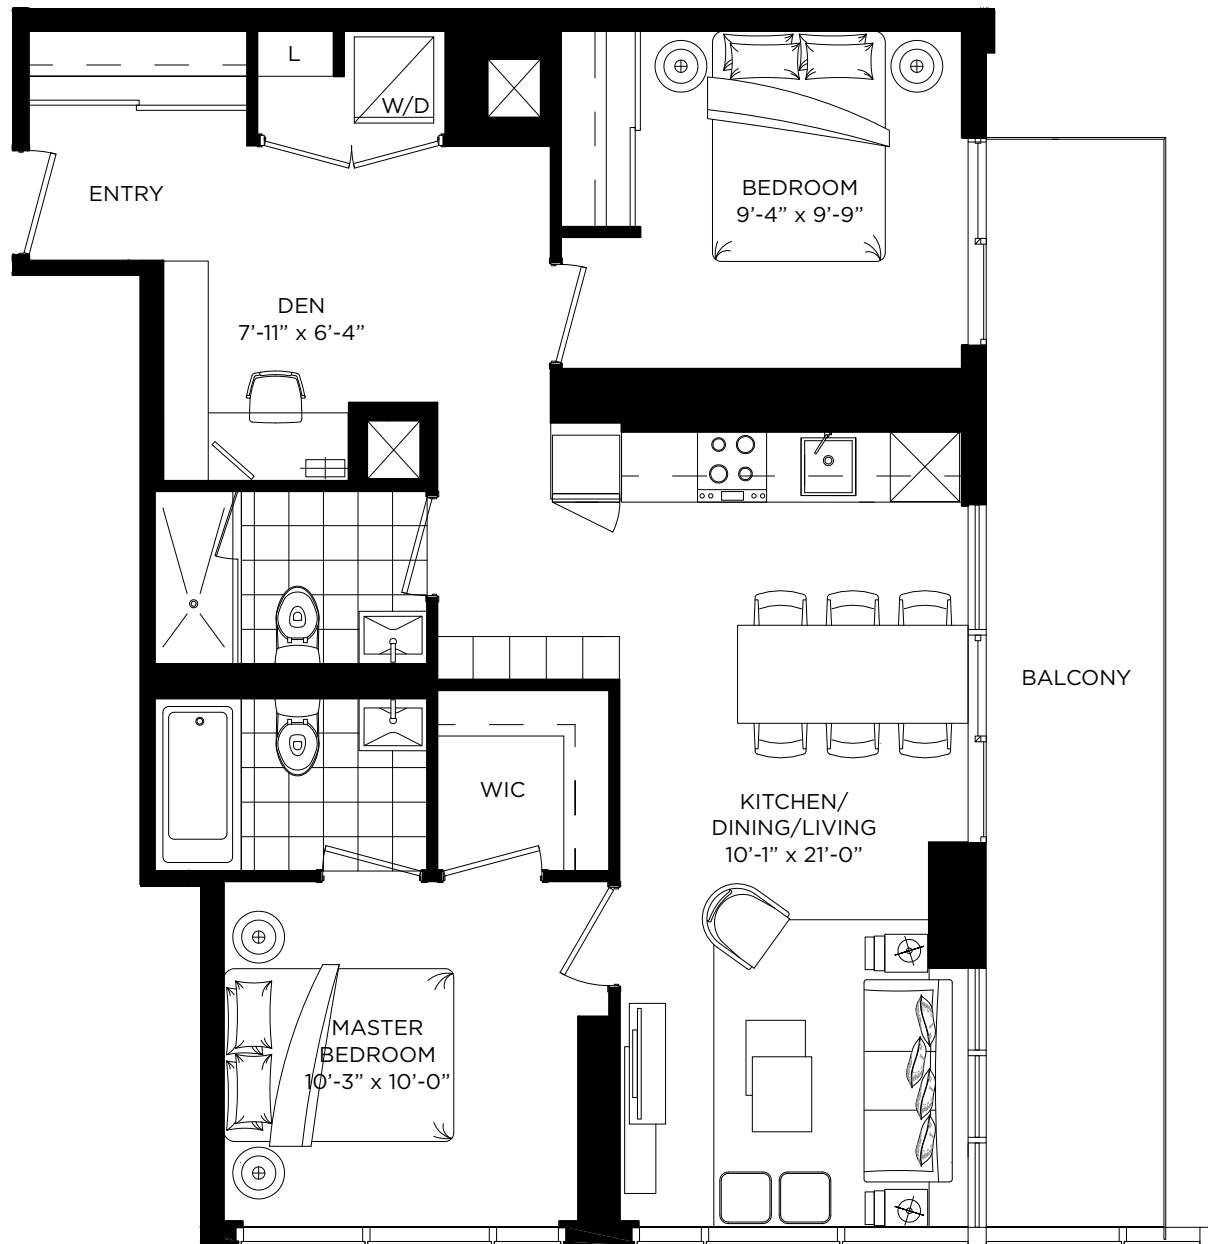 L
W/D
ENTRY
BEDROOM
9’-4” x 9’-9”
DEN
7’-11” x 6’-4”
BALCONY
WIC
KITCHEN/
DINING/LIVING
10’-1” x 21’-0”
MASTER
BEDROOM
10’-3” x 10’-0”